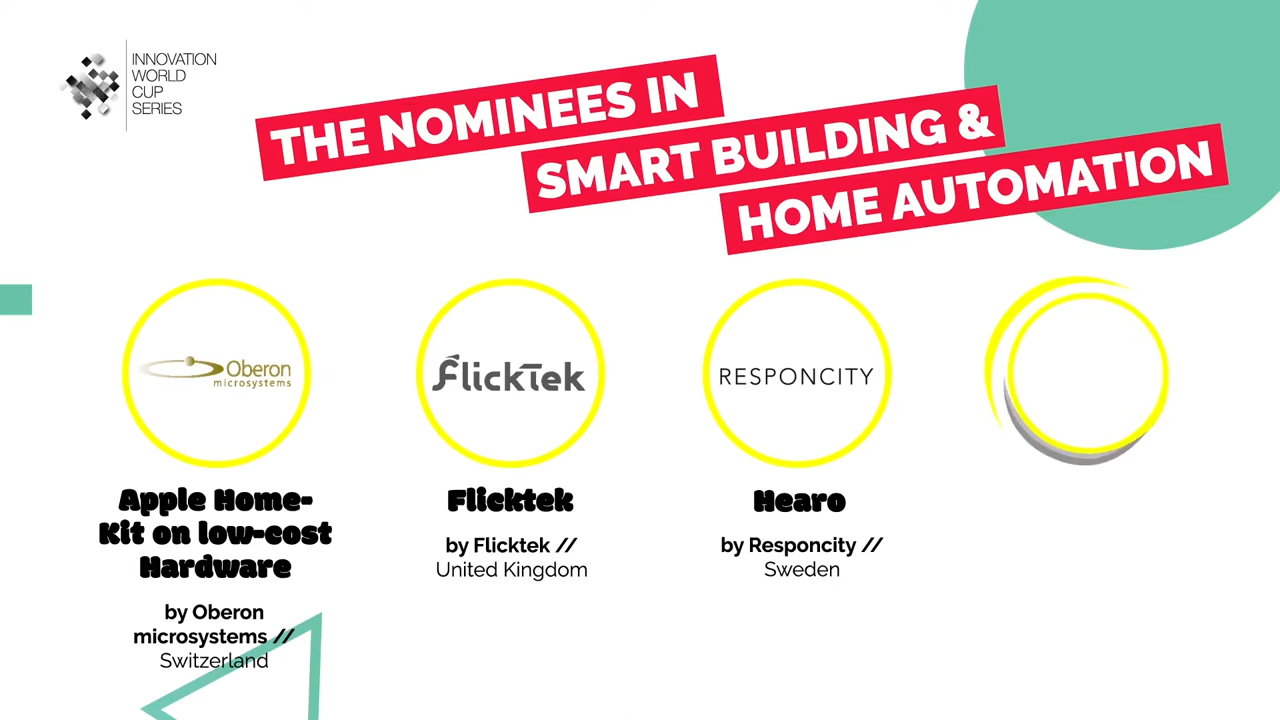 INNOVATION
WORLD
CUP
SERIES
THE NOMINEES IN
SMART BUILDING &
HOME AUTOMATION
Oberon
microsystems
FlickTek
RESPONCITY
Apple Home-
Kit on low-cost
Hardware
by Oberon
microsystems //
Switzerland
Flicktek
by Flicktek //
United Kingdom
Hearo
by Responcity //
Sweden